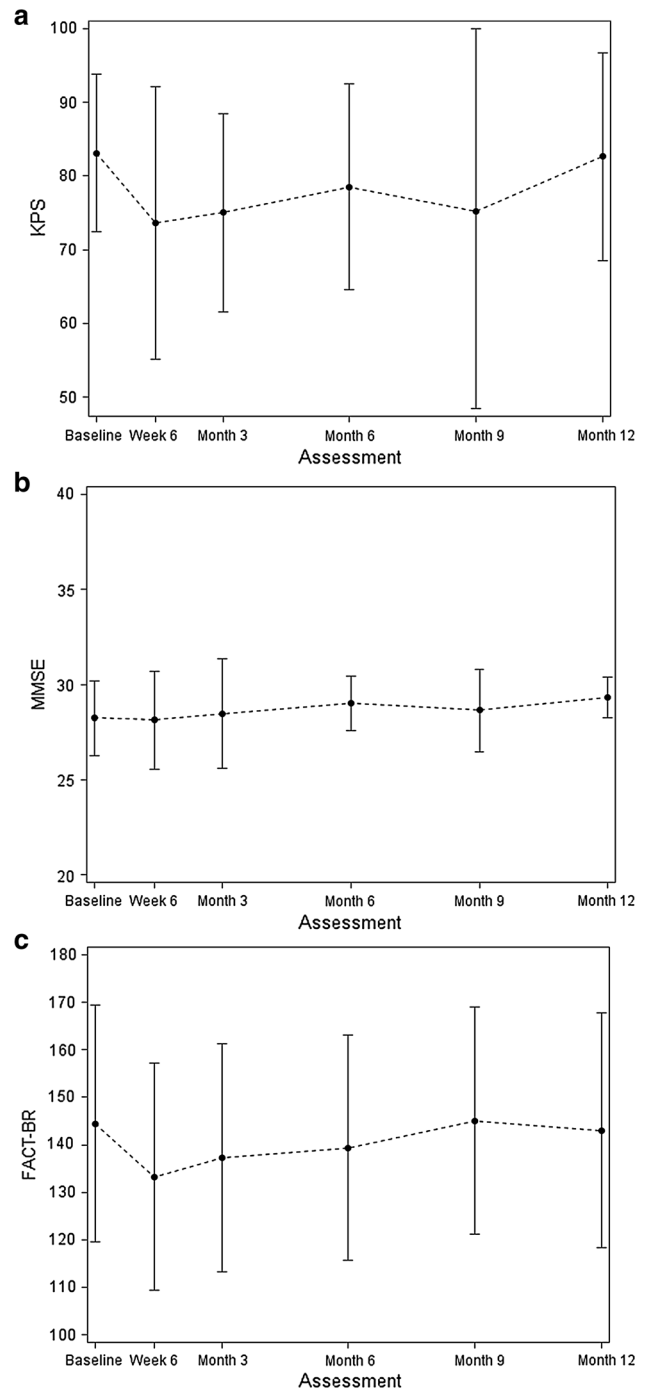 a
100
90
80
70
60
50
KPS
Baseline Week 6 Month 3 Month 6 Month 9 Month 12
Assessment
b
40
35
30
25
20
MMSE
Baseline Week 6 Month 3 Month 6 Month 9 Month 12
Assessment
c
180
170
160
150
140
130
120
110
100
FACT-BR
Baseline Week 6 Month 3 Month 6 Month 9 Month 12
Assessment